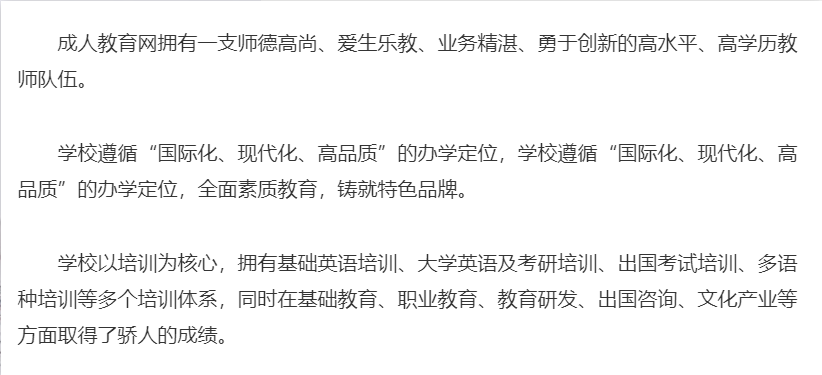 成人教育网拥有一支师德高尚、爱生乐教、业务精湛、勇于创新的高水平、高学历教
师队伍。
学校遵循“国际化、现代化、高品质”的办学定位，学校遵循“国际化、现代化、高
品质”的办学定位，全面素质教育，铸就特色品牌。
学校以培训为核心，拥有基础英语培训、大学英语及考研培训、出国考试培训、多语
种培训等多个培训体系，同时在基础教育、职业教育、教育研发、出国咨询、文化产业等
方面取得了骄人的成绩。